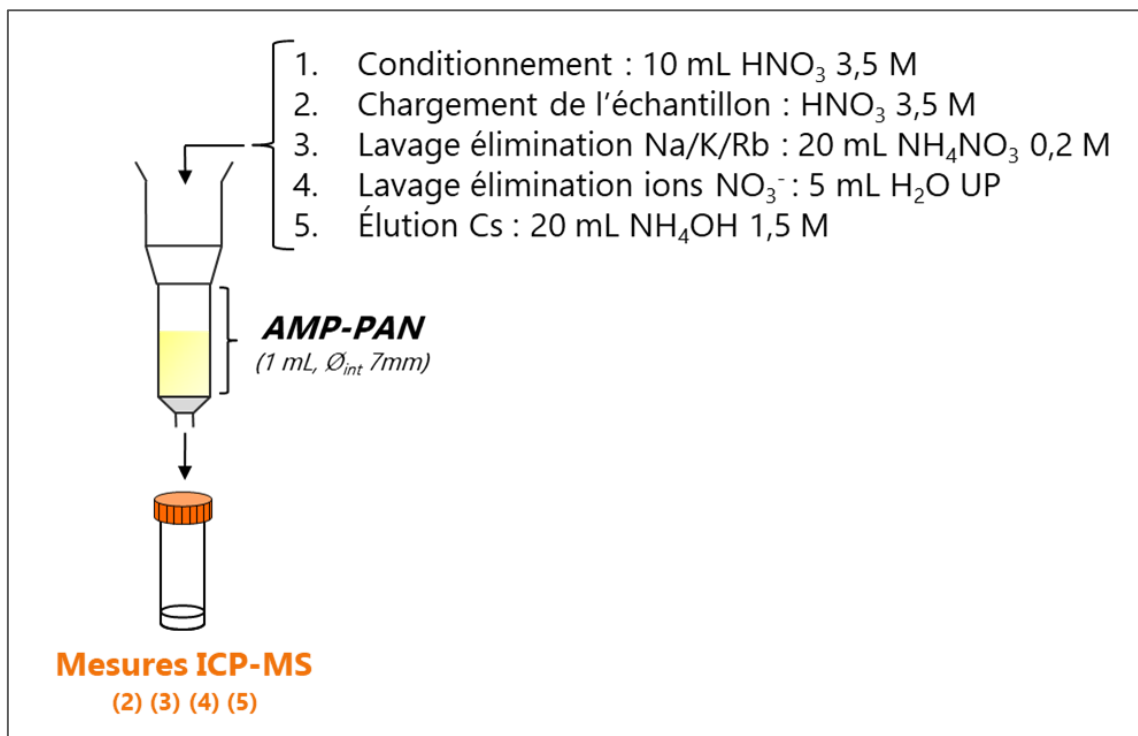 1. Conditionnement : 10 mL HNO₃ 3,5 M
2. Chargement de l’échantillon : HNO₃ 3,5 M
3. Lavage élimination Na/K/Rb : 20 mL NH₄NO₃ 0,2 M
4. Lavage élimination ions NO₃⁻ : 5 mL H₂O UP
5. Élution Cs : 20 mL NH₄OH 1,5 M
AMP-PAN
(1 mL, Øint 7mm)
Mesures ICP-MS
(2) (3) (4) (5)